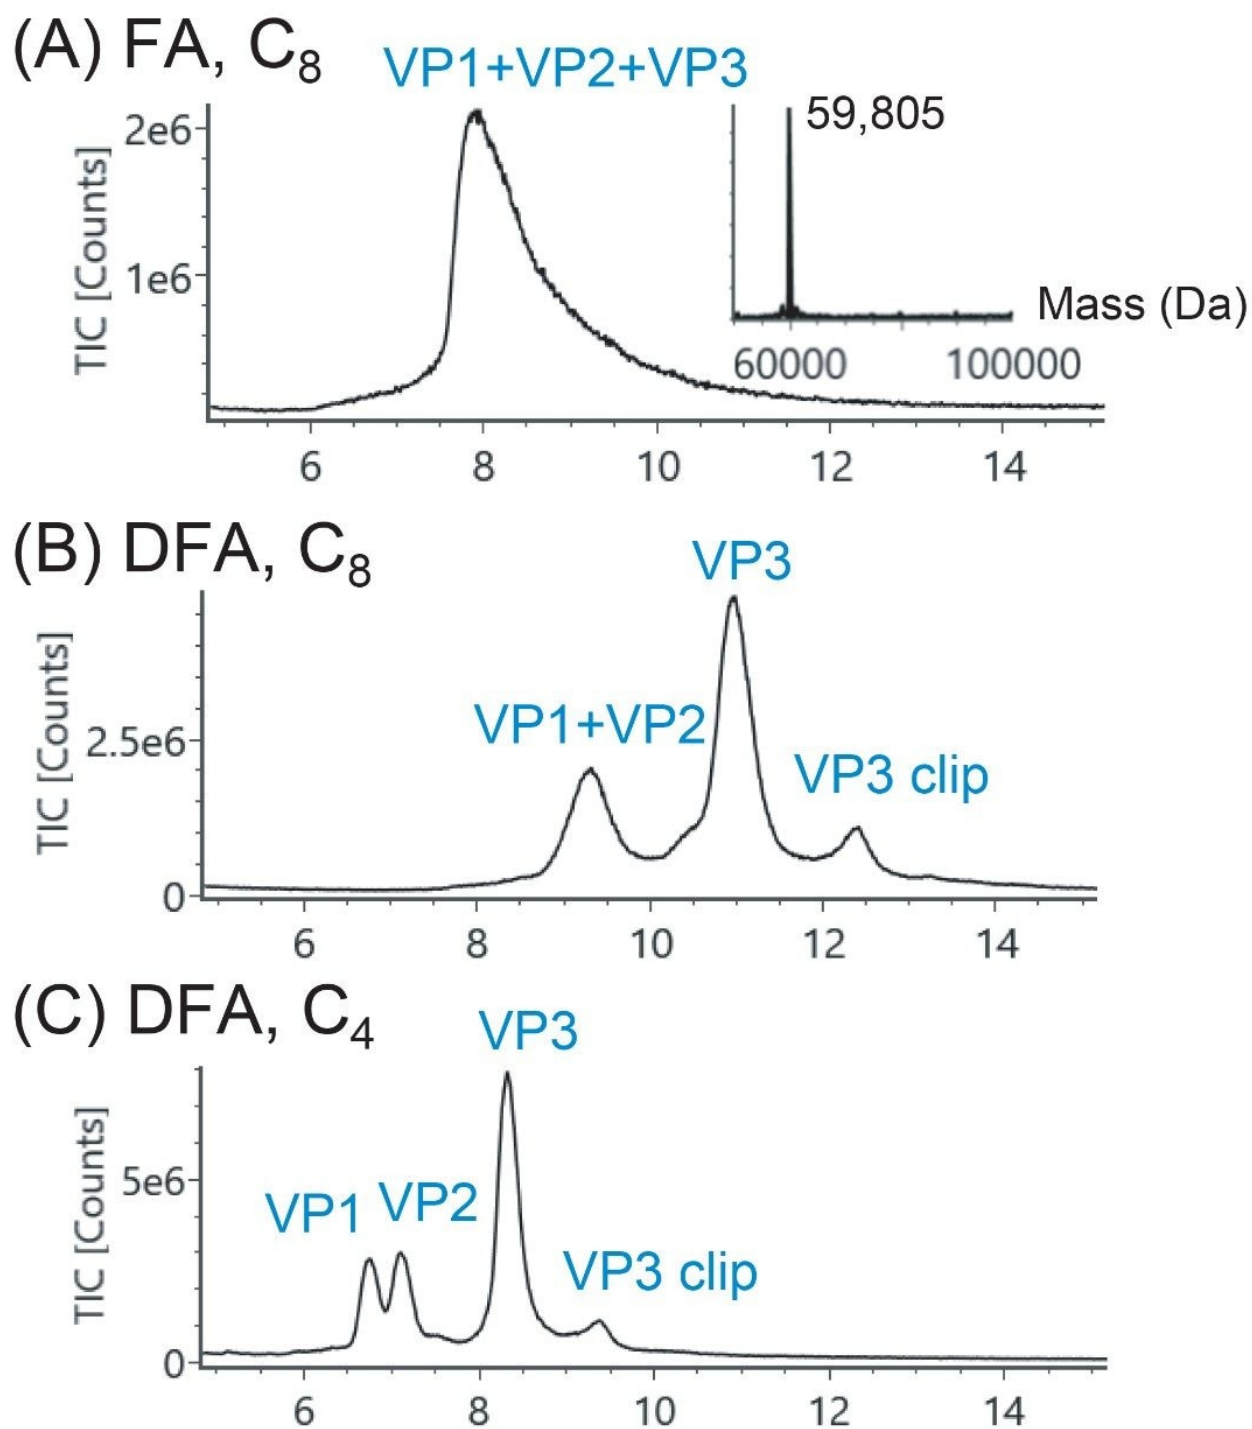 (A) FA, C8
VP1+VP2+VP3
59,805
2e6
1e6
TIC [Counts]
Mass (Da)
60000 100000
6 8 10 12 14
(B) DFA, C8
VP3
VP1+VP2
VP3 clip
2.5e6
0
TIC [Counts]
6 8 10 12 14
(C) DFA, C4
VP3
VP1 VP2
VP3 clip
5e6
0
TIC [Counts]
6 8 10 12 14